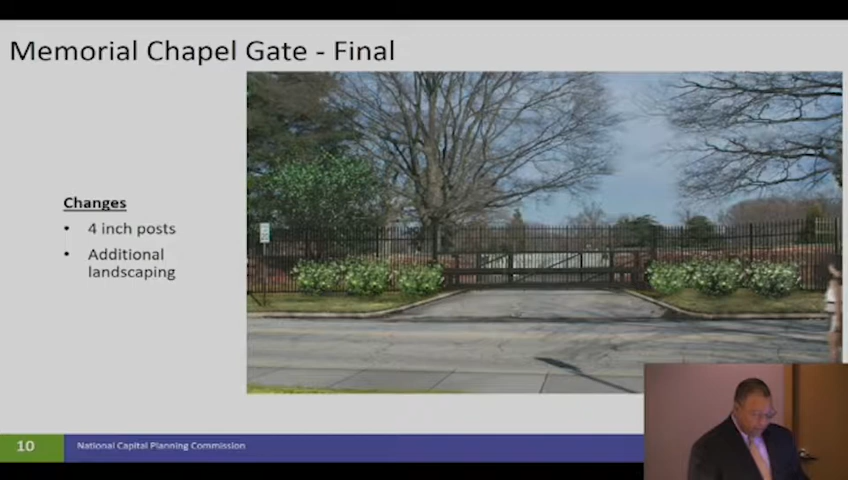 Memorial Chapel Gate - Final
Changes
• 4 inch posts
• Additional
landscaping
10
National Capital Planning Commission